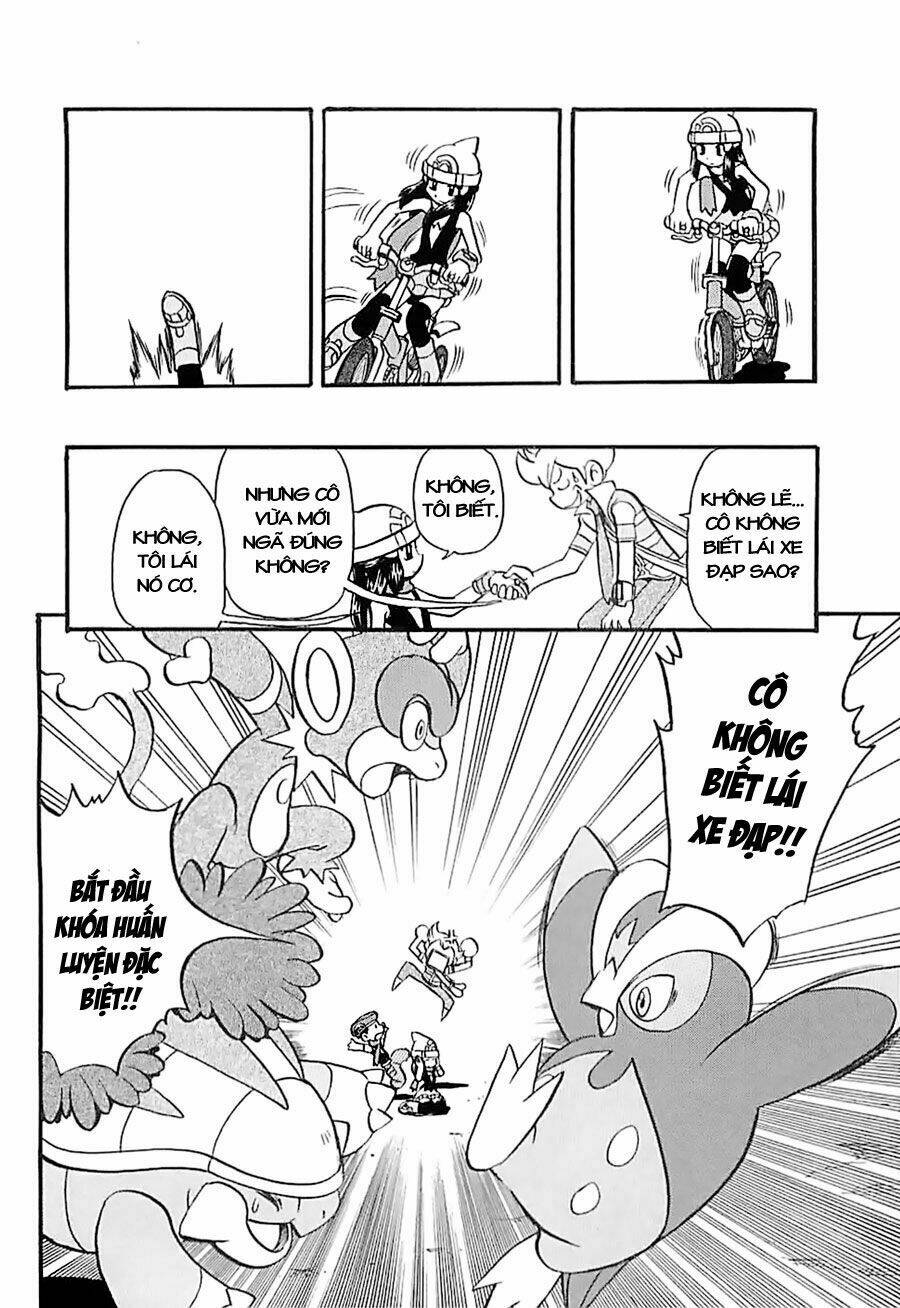 KHÔNG LẼ...
CÔ KHÔNG
BIẾT LÁI XE
ĐẠP SAO?
KHÔNG,
TÔI BIẾT.
NHƯNG CÔ
VỪA MỚI
NGÃ ĐÚNG
KHÔNG?
KHÔNG,
TÔI LÁI
NÓ CƠ.
CÔ
KHÔNG
BIẾT LÁI
XE ĐẠP!!
BẮT ĐẦU
KHÓA HUẤN
LUYỆN ĐẶC
BIỆT!!